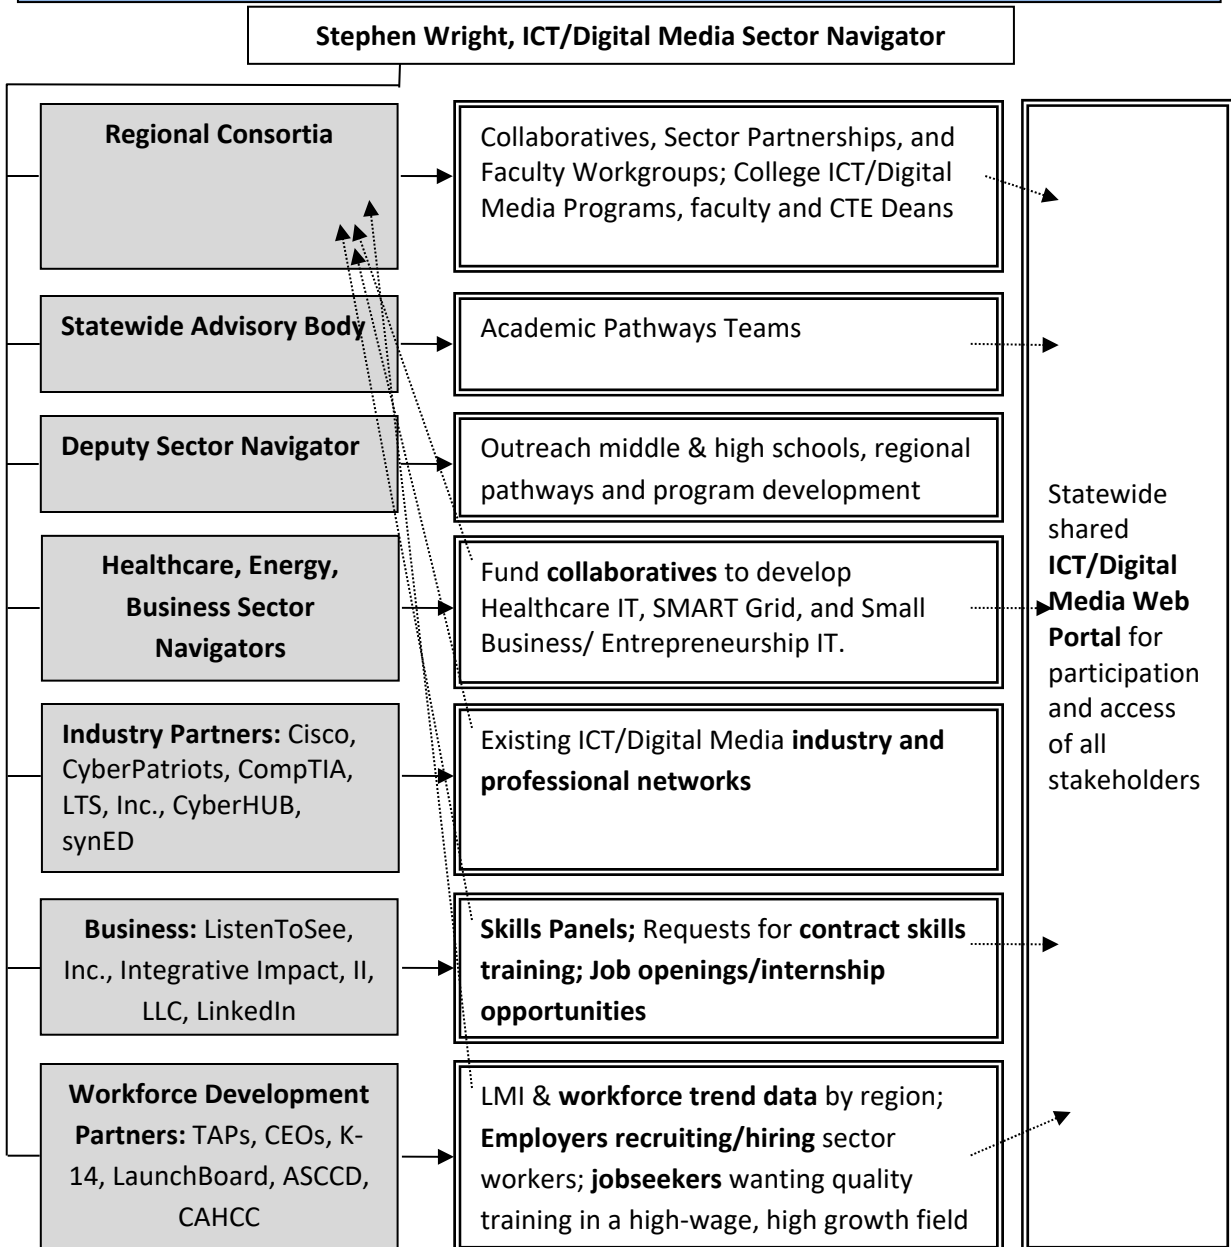 Stephen Wright, ICT/Digital Media Sector Navigator
Regional Consortia
Collaboratives, Sector Partnerships, and
Faculty Workgroups; College ICT/Digital
Media Programs, faculty and CTE Deans
Statewide Advisory Body
Academic Pathways Teams
Deputy Sector Navigator
Outreach middle & high schools, regional
pathways and program development
Healthcare, Energy,
Business Sector
Navigators
Fund collaboratives to develop
Healthcare IT, SMART Grid, and Small
Business/ Entrepreneurship IT.
Industry Partners: Cisco,
CyberPatriots, CompTIA,
LTS, Inc., CyberHUB,
synED
Existing ICT/Digital Media industry and
professional networks
Business: ListenToSee,
Inc., Integrative Impact, II,
LLC, LinkedIn
Skills Panels; Requests for contract skills
training; Job openings/internship
opportunities
Workforce Development
Partners: TAPs, CEOs, K-
14, LaunchBoard, ASCCD,
CAHCC
LMI & workforce trend data by region;
Employers recruiting/hiring sector
workers; jobseekers wanting quality
training in a high-wage, high growth field
Statewide
shared
ICT/Digital
Media Web
Portal for
participation
and access
of all
stakeholders